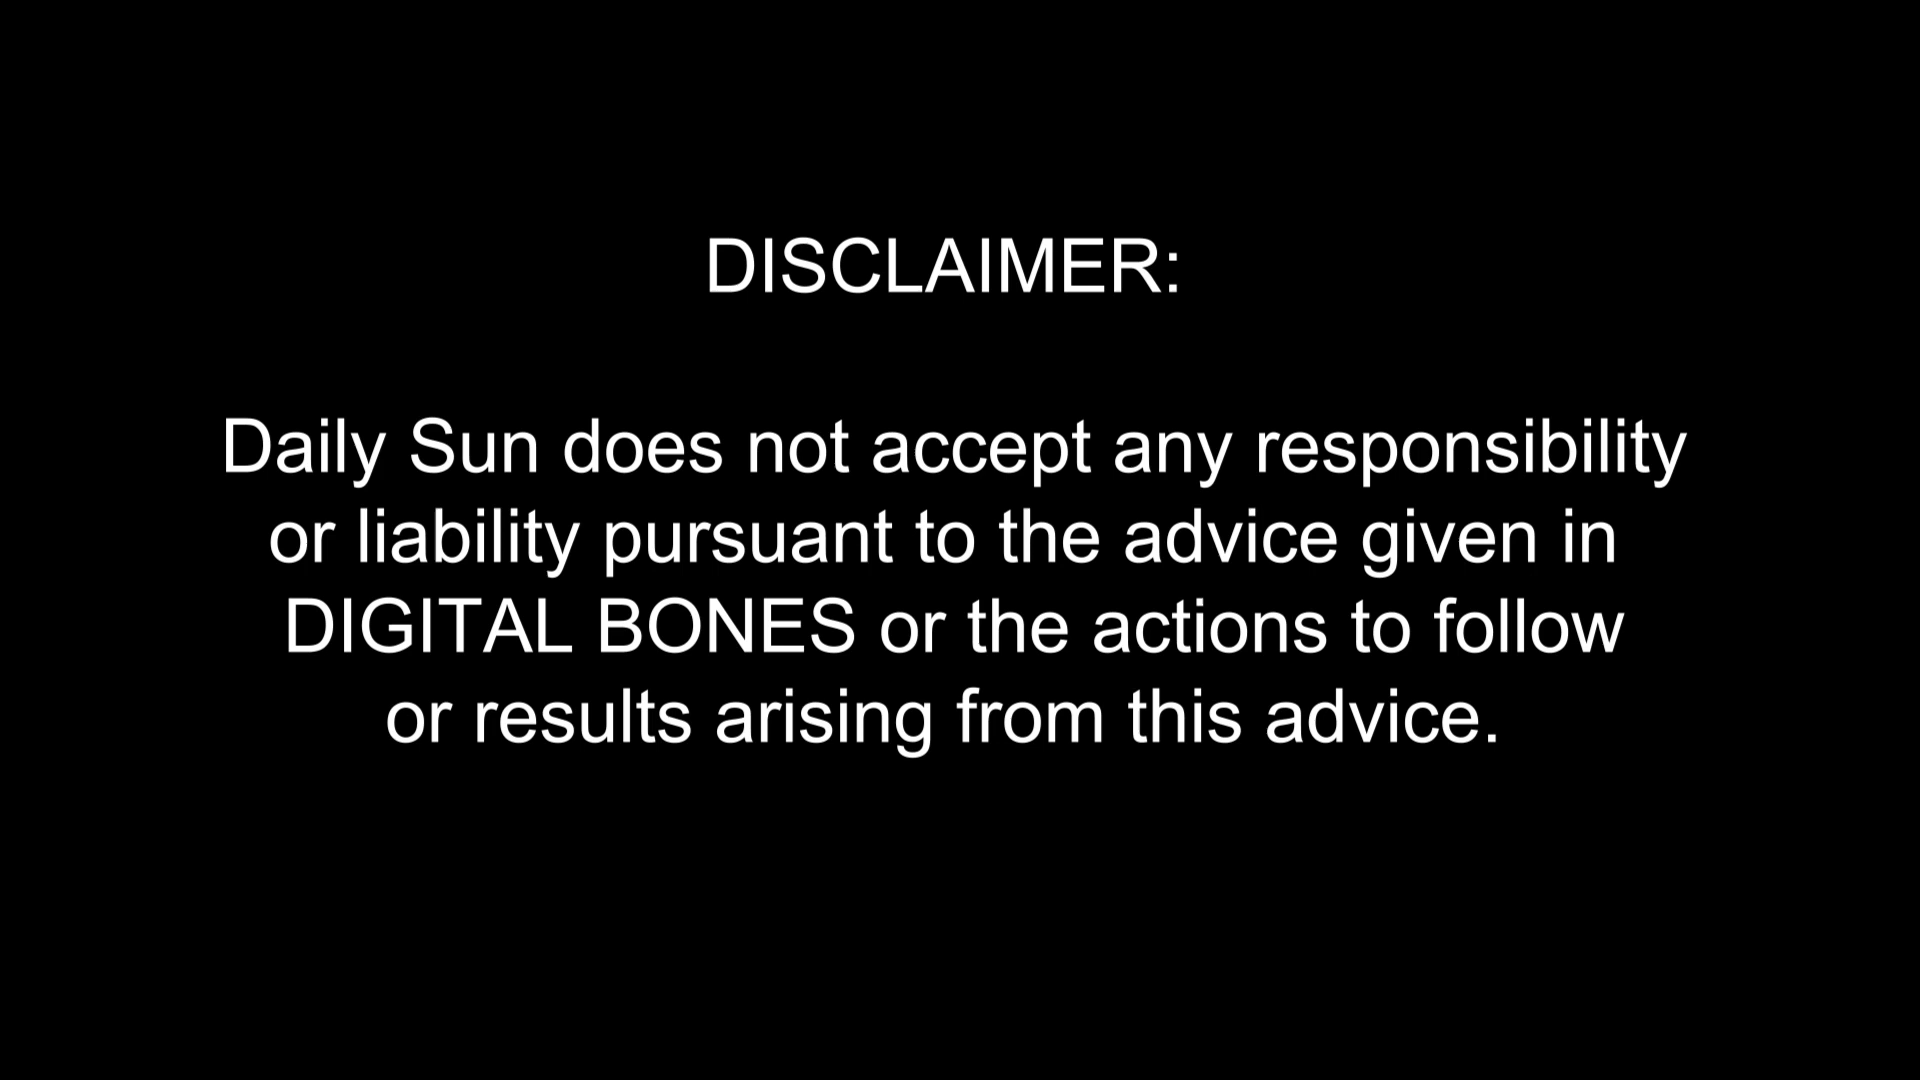 DISCLAIMER:
Daily Sun does not accept any responsibility
or liability pursuant to the advice given in
DIGITAL BONES or the actions to follow
or results arising from this advice.